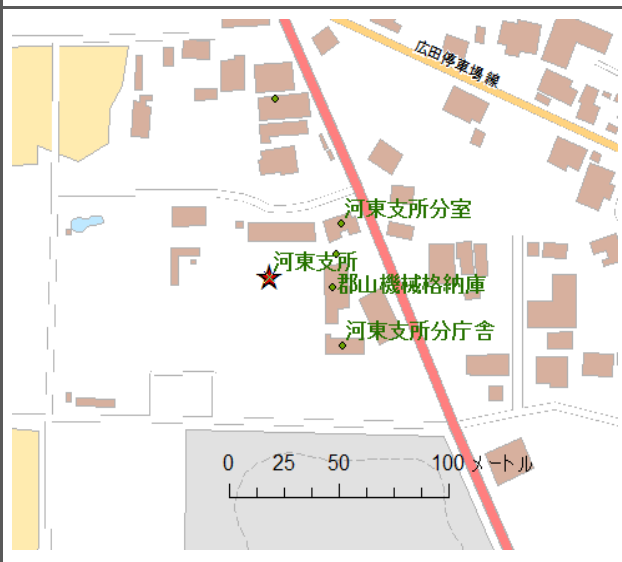 広田停車場線
河東支所分室
河東支所
郡山機械格納庫
河東支所分庁舎
0 25 50 100 メートル